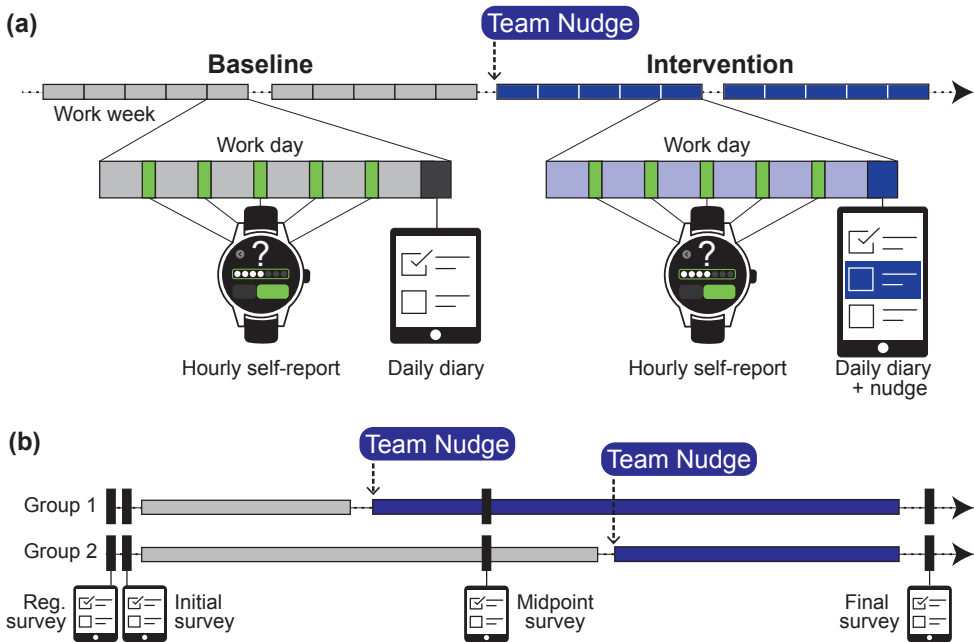 (a)
Team Nudge
Baseline
Intervention
Work week
Work day
Work day
?
?
Hourly self-report
Daily diary
Hourly self-report
Daily diary
+ nudge
(b)
Team Nudge
Team Nudge
Group 1
Group 2
Reg.
survey
Initial
survey
Midpoint
survey
Final
survey